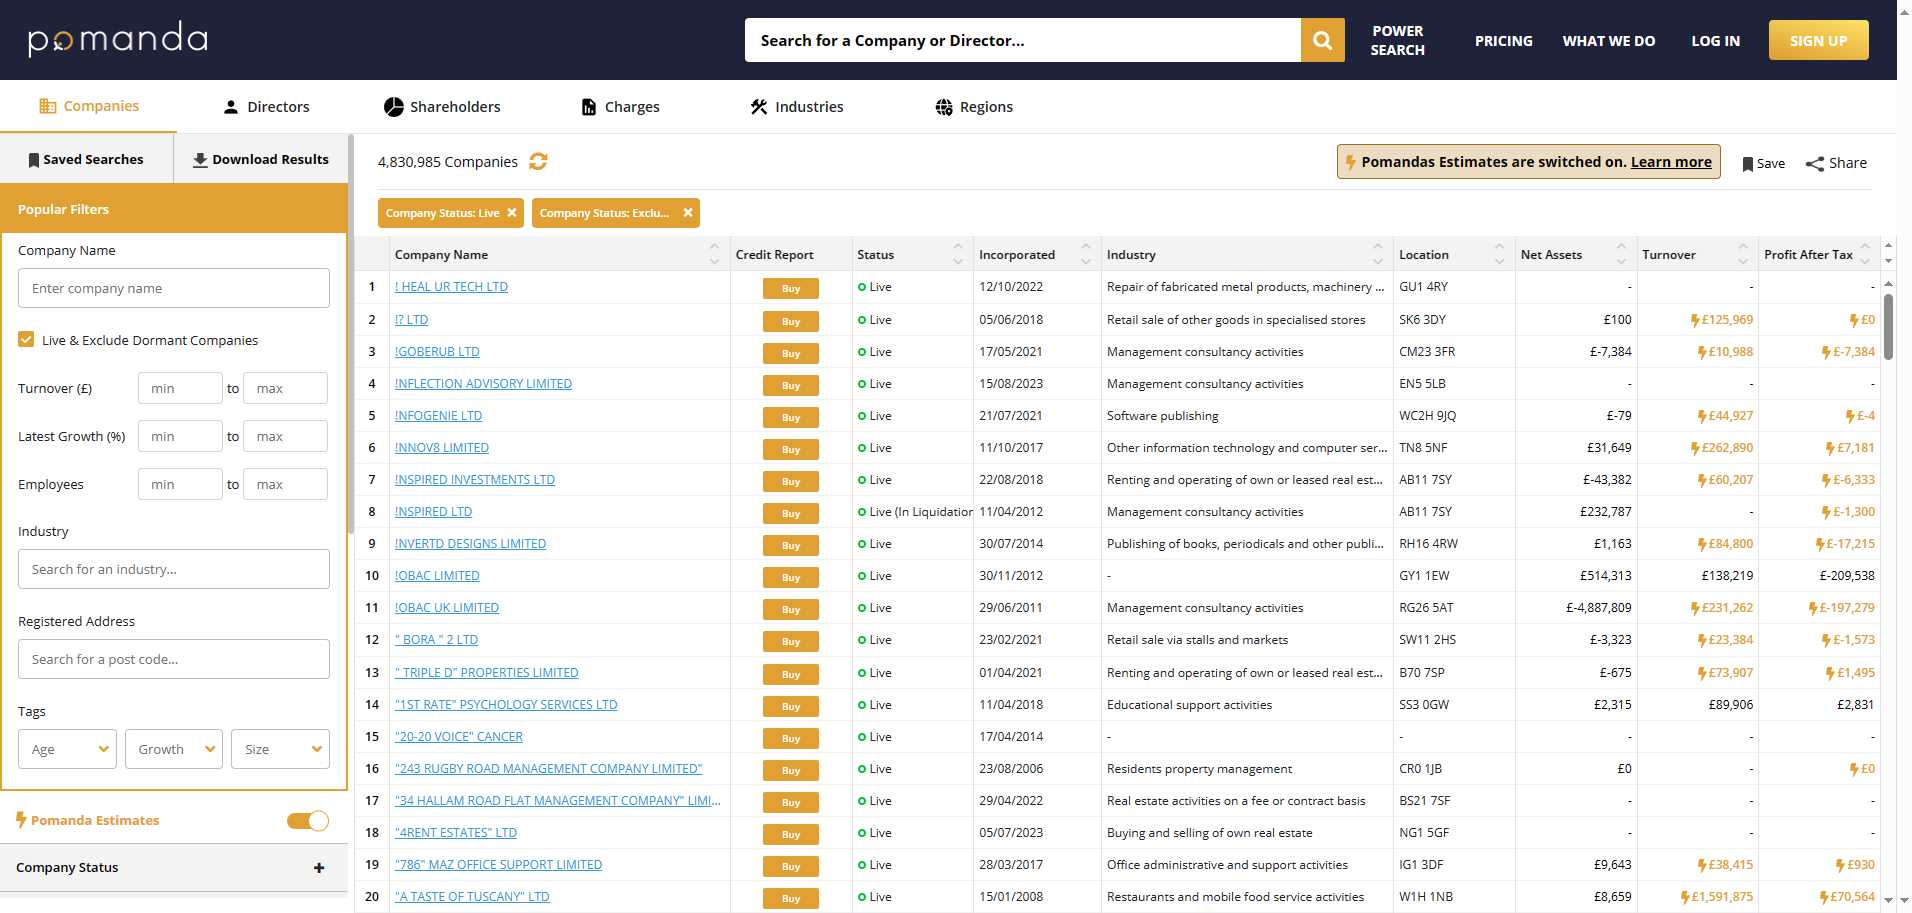 pomanda
Search for a Company or Director...
POWER SEARCH
PRICING
WHAT WE DO
LOG IN
SIGN UP
Companies
Directors
Shareholders
Charges
Industries
Regions
Saved Searches
Download Results
4,830,985 Companies
Pomandas Estimates are switched on. Learn more
Save
Share
Popular Filters
Company Name
Enter company name
Live & Exclude Dormant Companies
Turnover (£) min to max
Latest Growth (%) min to max
Employees min to max
Industry
Search for an industry...
Registered Address
Search for a post code...
Tags
Age
Growth
Size
Pomanda Estimates
Company Status +
Company Status: Live ×
Company Status: Exclu... ×
Company Name Credit Report Status Incorporated Industry Location Net Assets Turnover Profit After Tax
1 ! HEAL UR TECH LTD Buy Live 12/10/2022 Repair of fabricated metal products, machinery ... GU1 4RY - - -
2 !? LTD Buy Live 05/06/2018 Retail sale of other goods in specialised stores SK6 3DY £100 £125,969 £0
3 !GOBERUB LTD Buy Live 17/05/2021 Management consultancy activities CM23 3FR £-7,384 £10,988 £-7,384
4 !NFLECTION ADVISORY LIMITED Buy Live 15/08/2023 Management consultancy activities EN5 5LB - - -
5 !NFOGENIE LTD Buy Live 21/07/2021 Software publishing WC2H 9JQ £-79 £44,927 £-4
6 !NNOV8 LIMITED Buy Live 11/10/2017 Other information technology and computer ser... TN8 5NF £31,649 £262,890 £7,181
7 !NSPIRED INVESTMENTS LTD Buy Live 22/08/2018 Renting and operating of own or leased real est... AB11 7SY £-43,382 £60,207 £-6,333
8 !NSPIRED LTD Buy Live (In Liquidation 11/04/2012 Management consultancy activities AB11 7SY £232,787 - £-1,300
9 !NVERTD DESIGNS LIMITED Buy Live 30/07/2014 Publishing of books, periodicals and other publi... RH16 4RW £1,163 £84,800 £-17,215
10 !OBAC LIMITED Buy Live 30/11/2012 - GY1 1EW £514,313 £138,219 £-209,538
11 !OBAC UK LIMITED Buy Live 29/06/2011 Management consultancy activities RG26 5AT £-4,887,809 £231,262 £-197,279
12 " BORA " 2 LTD Buy Live 23/02/2021 Retail sale via stalls and markets SW11 2HS £-3,323 £23,384 £-1,573
13 " TRIPLE D" PROPERTIES LIMITED Buy Live 01/04/2021 Renting and operating of own or leased real est... B70 7SP £-675 £73,907 £1,495
14 "1ST RATE" PSYCHOLOGY SERVICES LTD Buy Live 11/04/2018 Educational support activities SS3 0GW £2,315 £89,906 £2,831
15 "20-20 VOICE" CANCER Buy Live 17/04/2014 - - - - -
16 "243 RUGBY ROAD MANAGEMENT COMPANY LIMITED" Buy Live 23/08/2006 Residents property management CR0 1JB £0 - £0
17 "34 HALLAM ROAD FLAT MANAGEMENT COMPANY" LIMI... Buy Live 29/04/2022 Real estate activities on a fee or contract basis BS21 7SF - - -
18 "4RENT ESTATES" LTD Buy Live 05/07/2023 Buying and selling of own real estate NG1 5GF - - -
19 "786" MAZ OFFICE SUPPORT LIMITED Buy Live 28/03/2017 Office administrative and support activities IG1 3DF £9,643 £38,415 £930
20 "A TASTE OF TUSCANY" LTD Buy Live 15/01/2008 Restaurants and mobile food service activities W1H 1NB £8,659 £1,591,875 £70,564